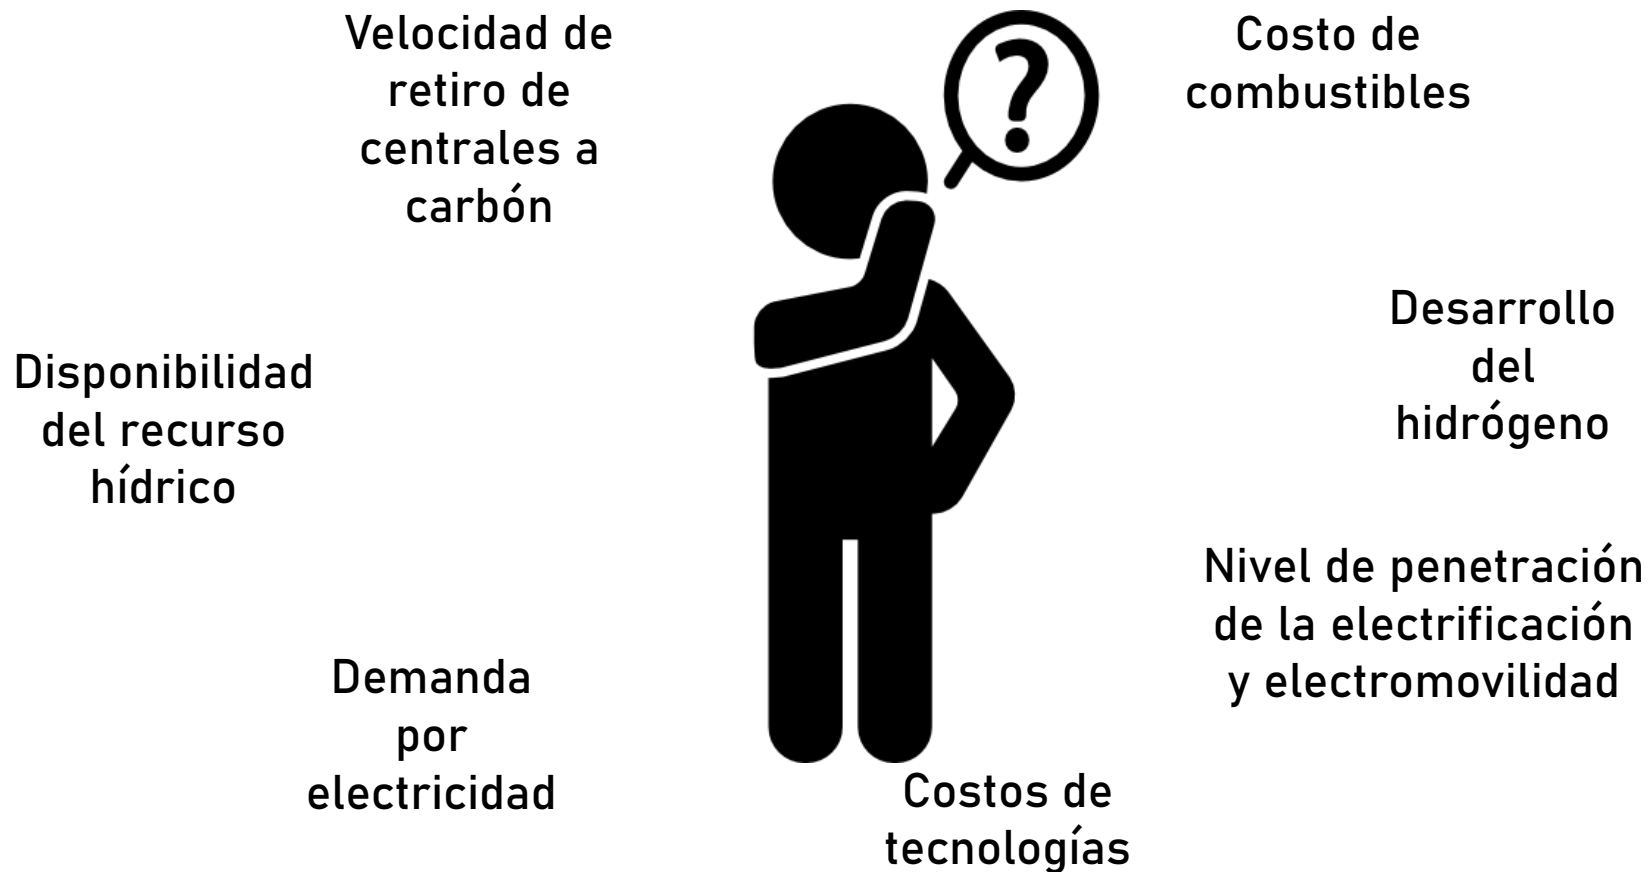 Velocidad de
retiro de
centrales a
carbón
?
Costo de
combustibles
Disponibilidad
del recurso
hídrico
Desarrollo
del
hidrógeno
Nivel de penetración
de la electrificación
y electromovilidad
Demanda
por
electricidad
Costos de
tecnologías